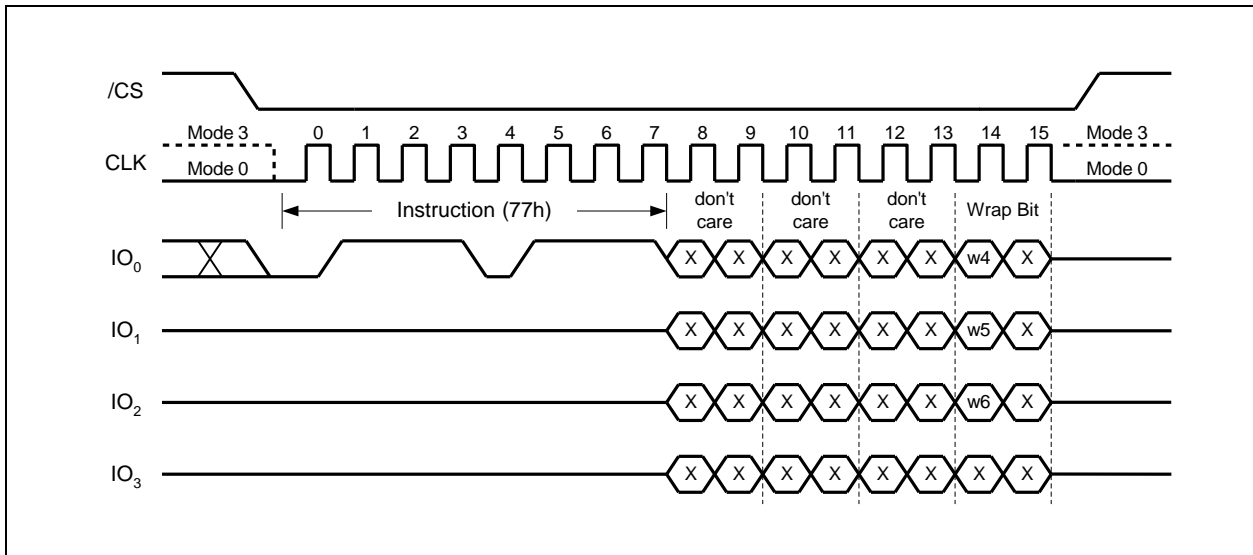 /CS
Mode 3 0 1 2 3 4 5 6 7 8 9 10 11 12 13 14 15 Mode 3
CLK
Mode 0 Mode 0
Instruction (77h) don't care don't care don't care Wrap Bit
IO0 X X X X X X w4 X
IO1 X X X X X X w5 X
IO2 X X X X X X w6 X
IO3 X X X X X X X X